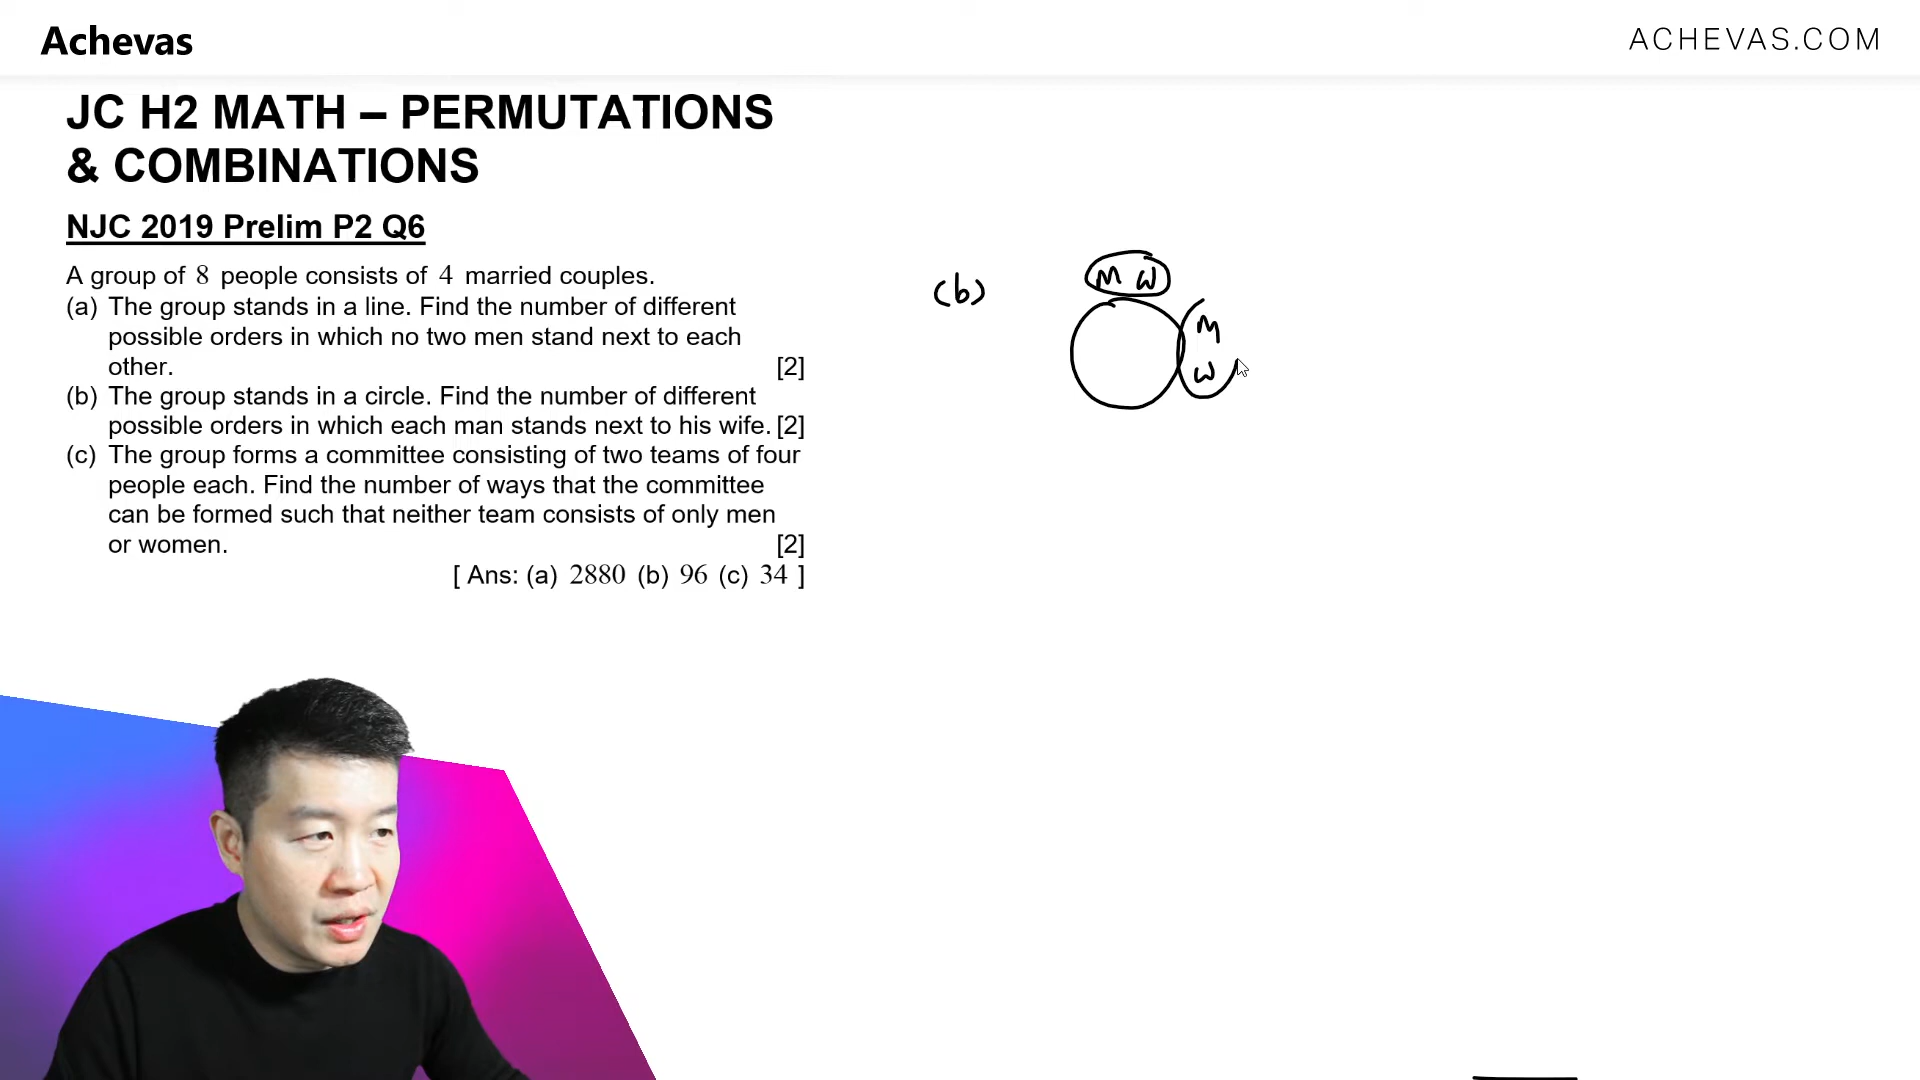 Achevas
ACHEVAS.COM
JC H2 MATH – PERMUTATIONS
& COMBINATIONS
NJC 2019 Prelim P2 Q6
A group of 8 people consists of 4 married couples.
(a) The group stands in a line. Find the number of different
possible orders in which no two men stand next to each
other. [2]
(b) The group stands in a circle. Find the number of different
possible orders in which each man stands next to his wife. [2]
(c) The group forms a committee consisting of two teams of four
people each. Find the number of ways that the committee
can be formed such that neither team consists of only men
or women. [2]
[ Ans: (a) 2880 (b) 96 (c) 34 ]
(b)
M W
M
W